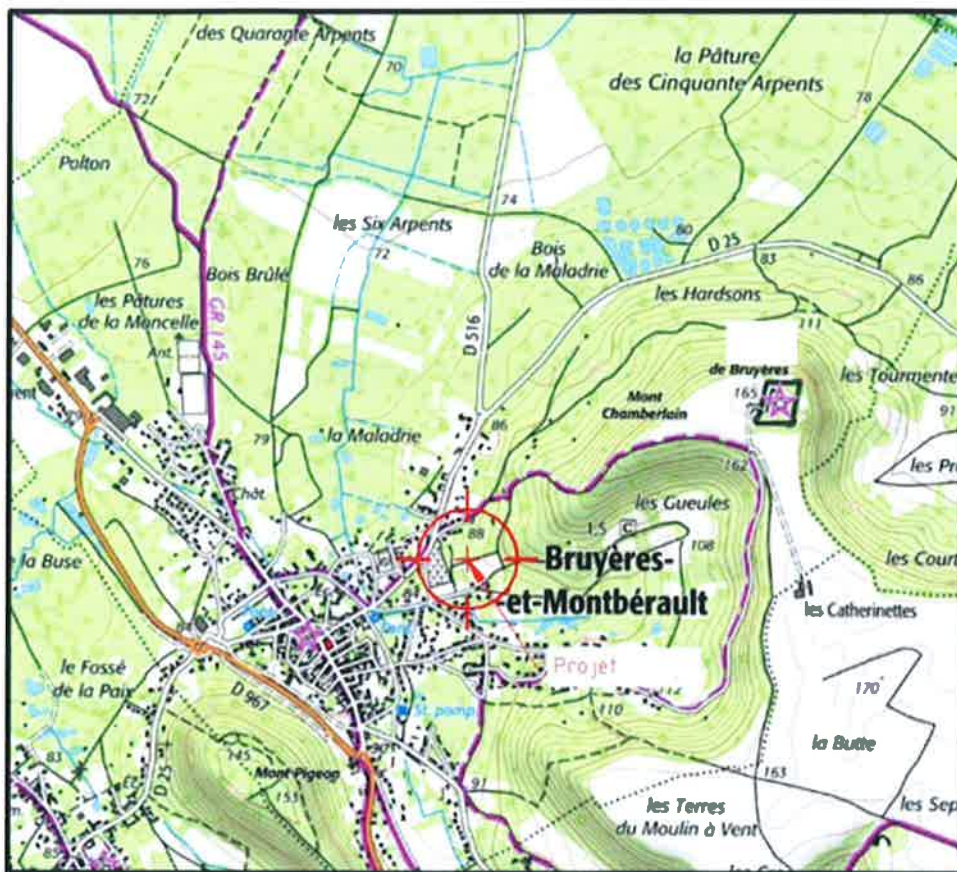 des Quarante Arpents
70
la Pâture
des Cinquante Arpents
78
72
Polton
74
les Six Arpents
72
80
D 25
83
Bois
de la Maladrie
86
76
Bois Brûlé
les Hardsons
les Pâtures
de la Moncelle
GR 145
D 516
111
Ant.
de Bruyères
165
les Tourmente
Mont
Chamberlain
91
86
79
la Maladrie
162
les Pr
Chât.
les Gueules
88
1,5
C
108
la Buse
Bruyères-
-et-Montbérault
les Court
les Catherinettes
Projet
le Fossé
de la Paix
D 967
St. pomp.
112
110
170
la Butte
145
83
D 25
Mont Pigeon
153
91
163
les Terres
du Moulin à Vent
les Sep
85